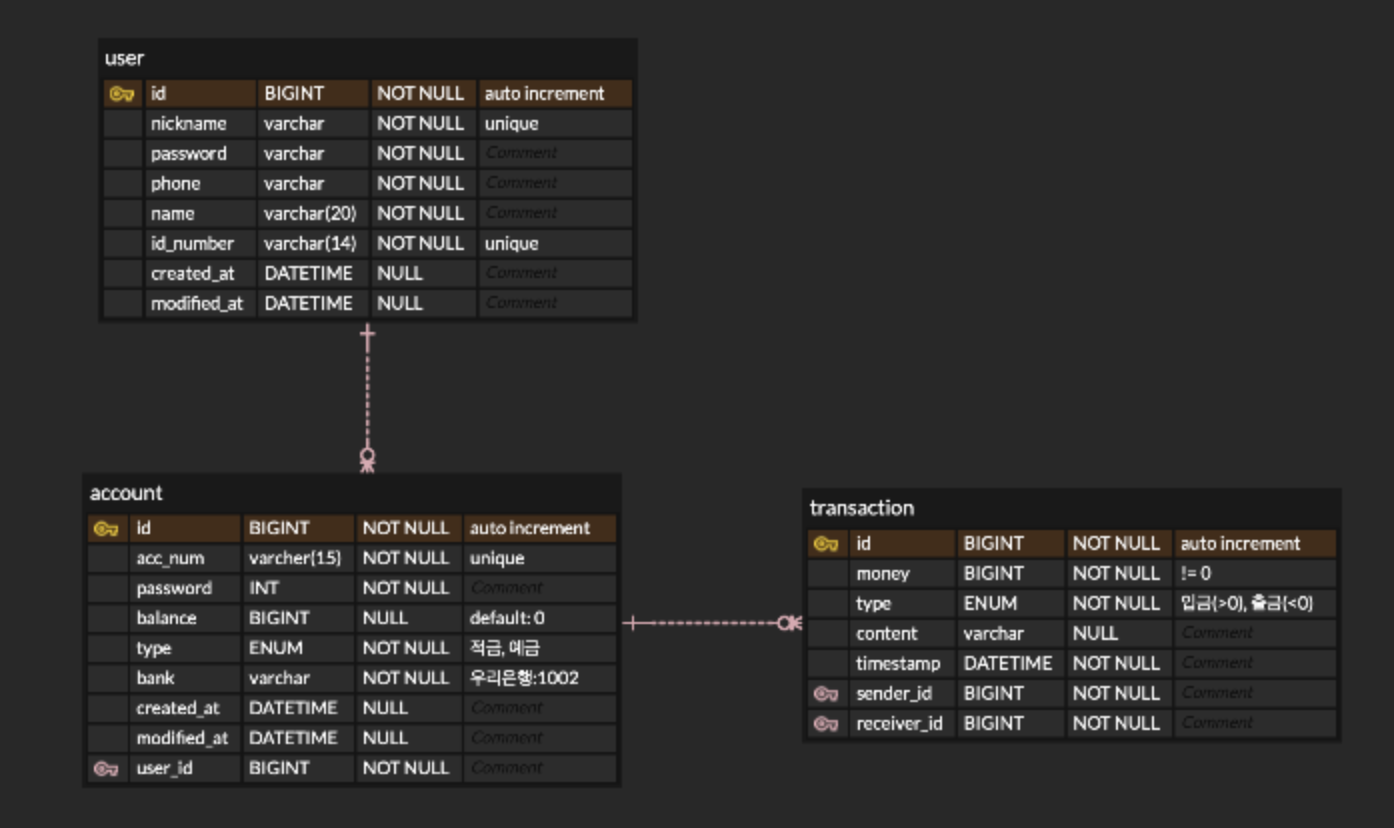 user
id BIGINT NOT NULL auto increment
nickname varchar NOT NULL unique
password varchar NOT NULL Comment
phone varchar NOT NULL Comment
name varchar(20) NOT NULL Comment
id_number varchar(14) NOT NULL unique
created_at DATETIME NULL Comment
modified_at DATETIME NULL Comment
account
id BIGINT NOT NULL auto increment
acc_num varcher(15) NOT NULL unique
password INT NOT NULL Comment
balance BIGINT NULL default: 0
type ENUM NOT NULL 적금, 예금
bank varchar NOT NULL 우리은행:1002
created_at DATETIME NULL Comment
modified_at DATETIME NULL Comment
user_id BIGINT NOT NULL Comment
transaction
id BIGINT NOT NULL auto increment
money BIGINT NOT NULL != 0
type ENUM NOT NULL 입금(>0), 출금(<0)
content varchar NULL Comment
timestamp DATETIME NOT NULL Comment
sender_id BIGINT NOT NULL Comment
receiver_id BIGINT NOT NULL Comment